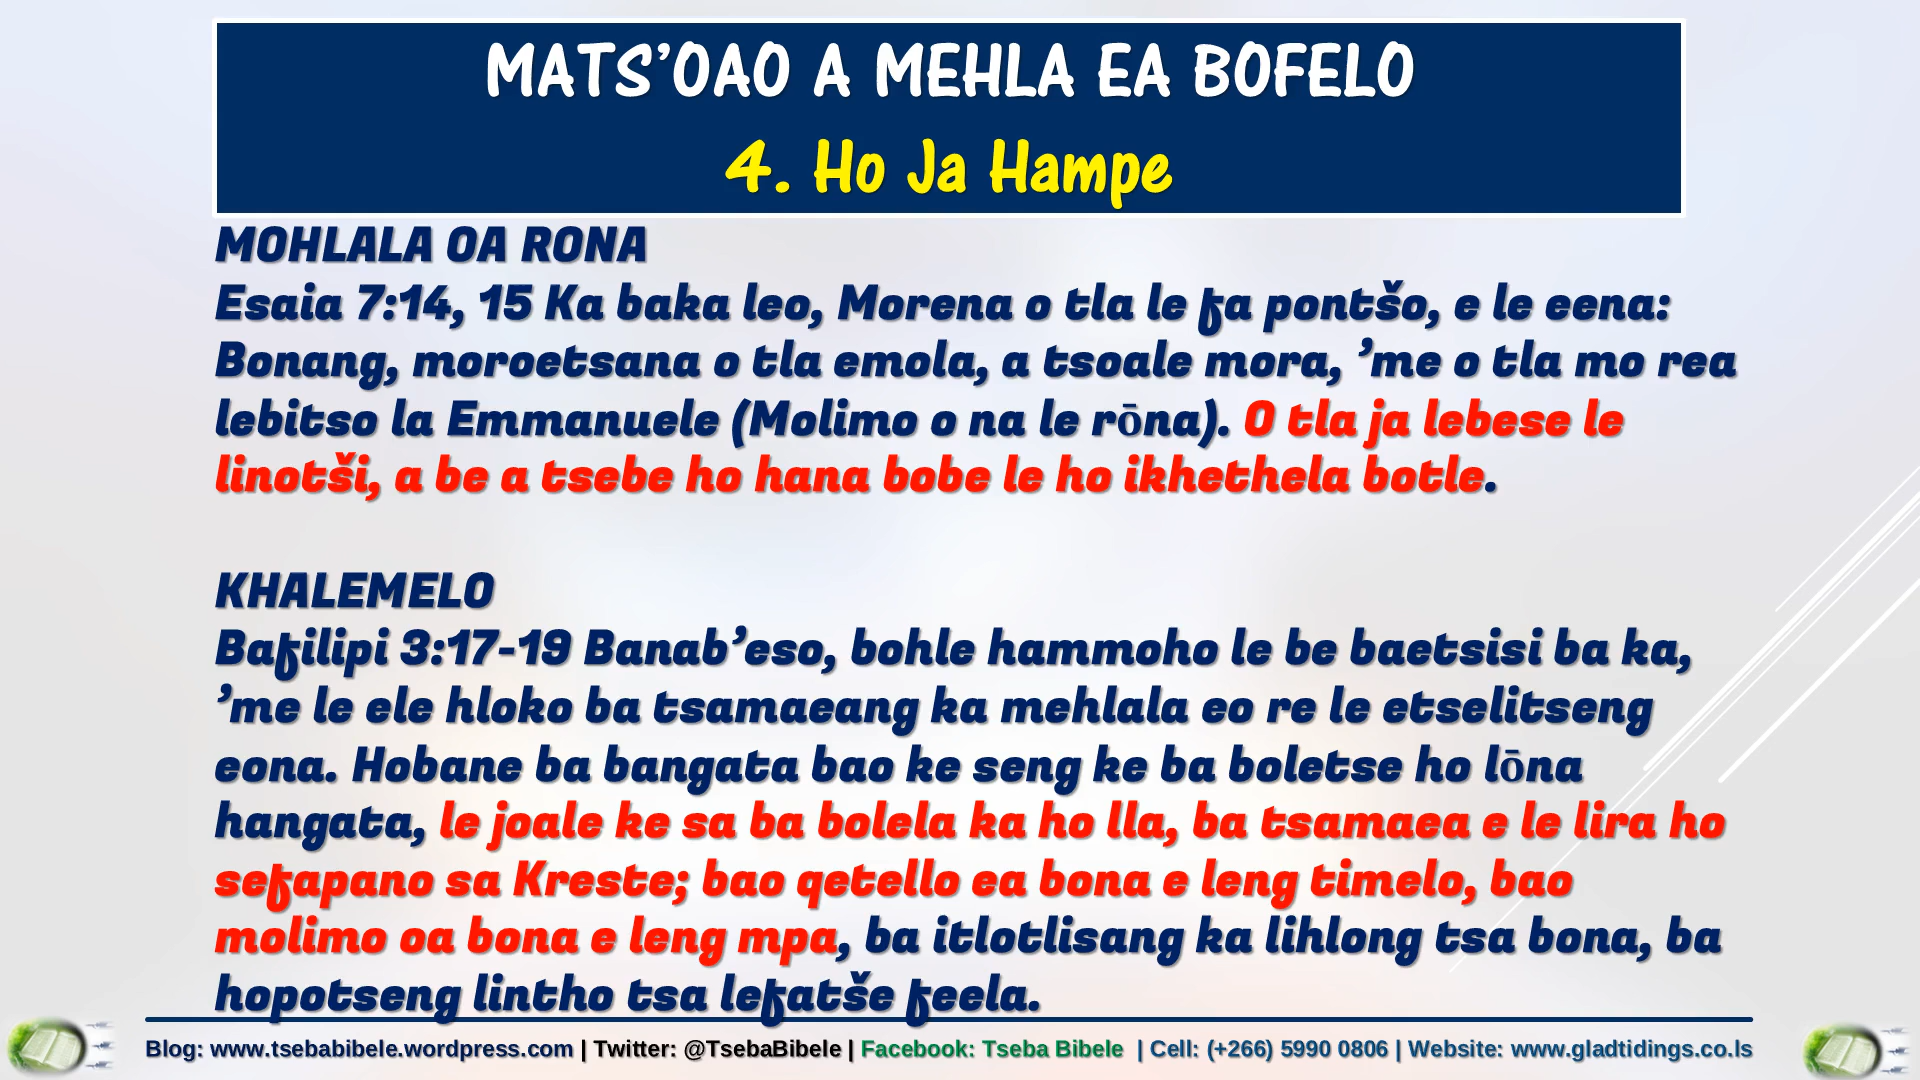 MATS’OAO A MEHLA EA BOFELO
4. Ho Ja Hampe
MOHLALA OA RONA
Esaia 7:14, 15 Ka baka leo, Morena o tla le fa pontšo, e le eena:
Bonang, moroetsana o tla emola, a tsoale mora, ’me o tla mo rea
lebitso la Emmanuele (Molimo o na le rōna). O tla ja lebese le
linotši, a be a tsebe ho hana bobe le ho ikhethela botle.
KHALEMELO
Bafilipi 3:17-19 Banab’eso, bohle hammoho le be baetsisi ba ka,
’me le ele hloko ba tsamaeang ka mehlala eo re le etselitseng
eona. Hobane ba bangata bao ke seng ke ba boletse ho lōna
hangata, le joale ke sa ba bolela ka ho lla, ba tsamaea e le lira ho
sefapano sa Kreste; bao qetello ea bona e leng timelo, bao
molimo oa bona e leng mpa, ba itlotlisang ka lihlong tsa bona, ba
hopotseng lintho tsa lefatše feela.
Blog: www.tsebabibele.wordpress.com | Twitter: @TsebaBibele | Facebook: Tseba Bibele | Cell: (+266) 5990 0806 | Website: www.gladtidings.co.ls